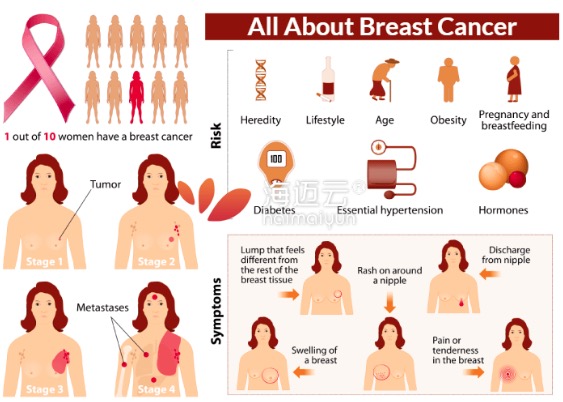 All About Breast Cancer
1 out of 10 women have a breast cancer
Tumor
Stage 1
Stage 2
Metastases
Stage 3
Stage 4
Risk
Heredity
Lifestyle
Age
Obesity
Pregnancy and
breastfeeding
100
Diabetes
Essential hypertension
Hormones
海迈云
haimaiyun
Symptoms
Lump that feels
different from
the rest of the
breast tissue
Rash on around
a nipple
Discharge
from nipple
Swelling of
a breast
Pain or
tenderness
in the breast